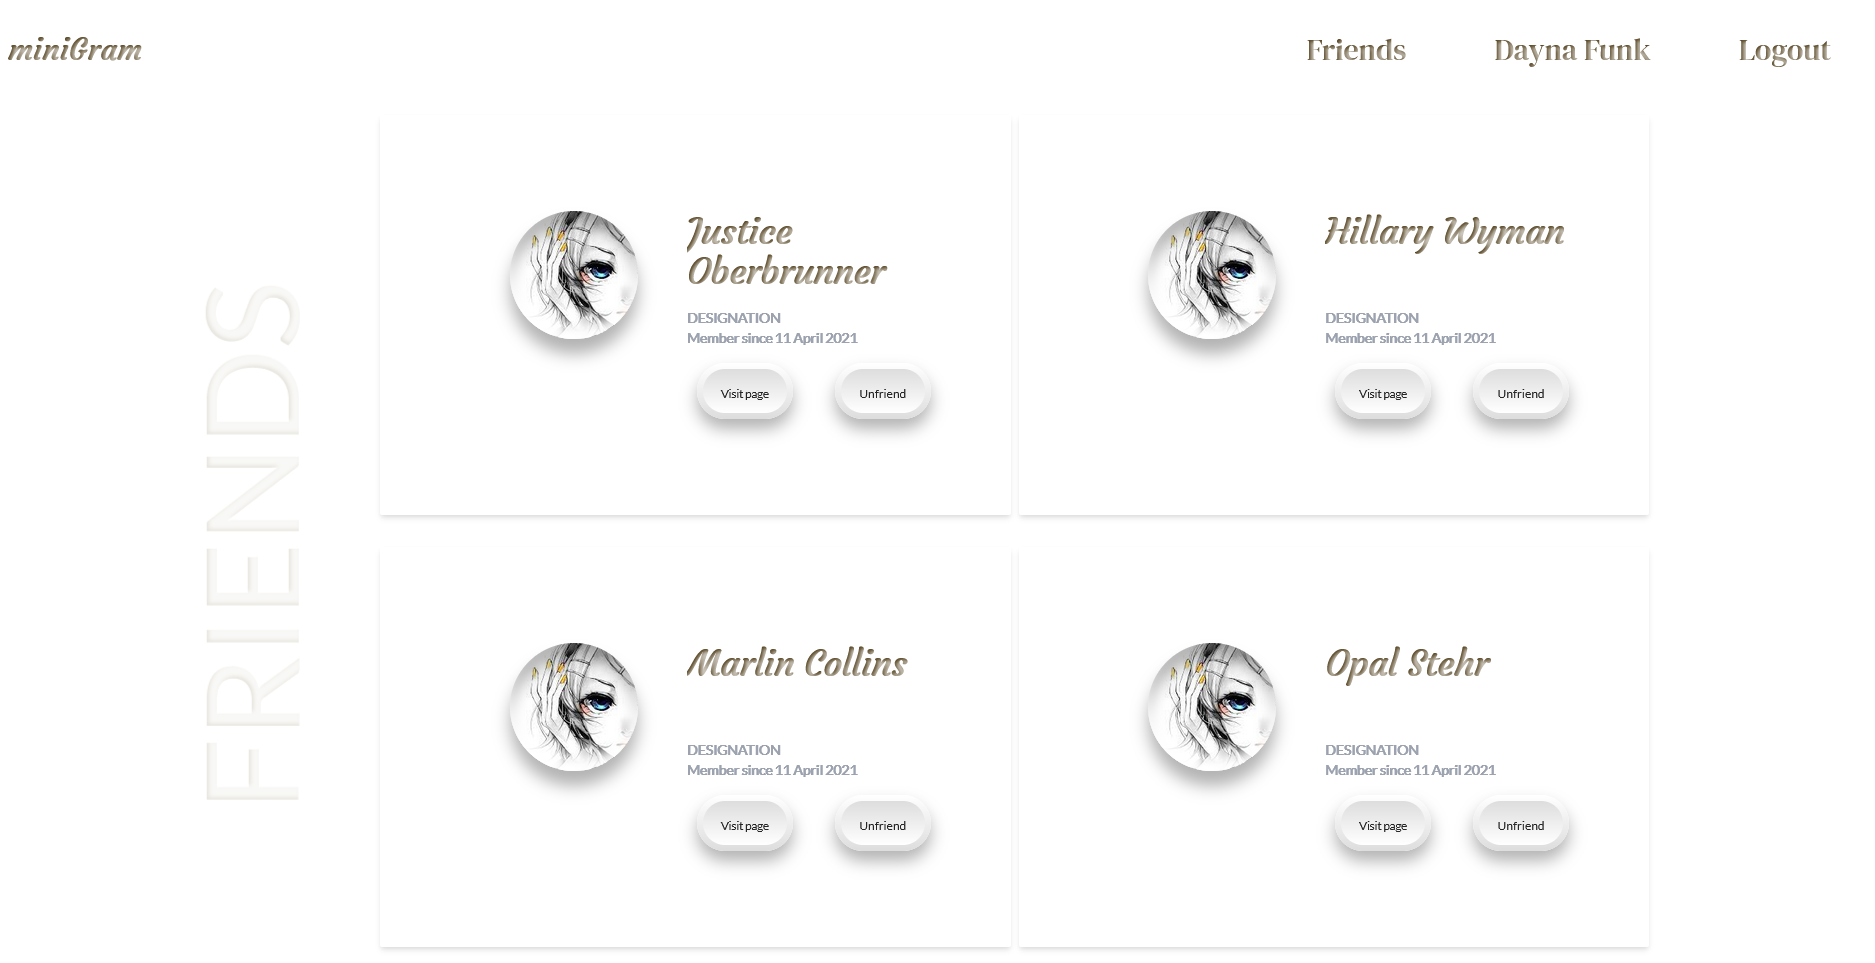 miniGram
Friends
Dayna Funk
Logout
FRIENDS
Justice
Oberbrunner
DESIGNATION
Member since 11 April 2021
Visit page
Unfriend
Hillary Wyman
DESIGNATION
Member since 11 April 2021
Visit page
Unfriend
Marlin Collins
DESIGNATION
Member since 11 April 2021
Visit page
Unfriend
Opal Stehr
DESIGNATION
Member since 11 April 2021
Visit page
Unfriend